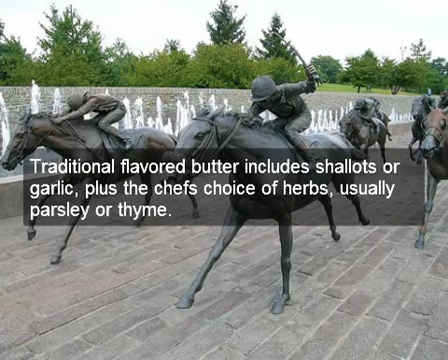 Traditional flavored butter includes shallots or
garlic, plus the chefs choice of herbs, usually
parsley or thyme.